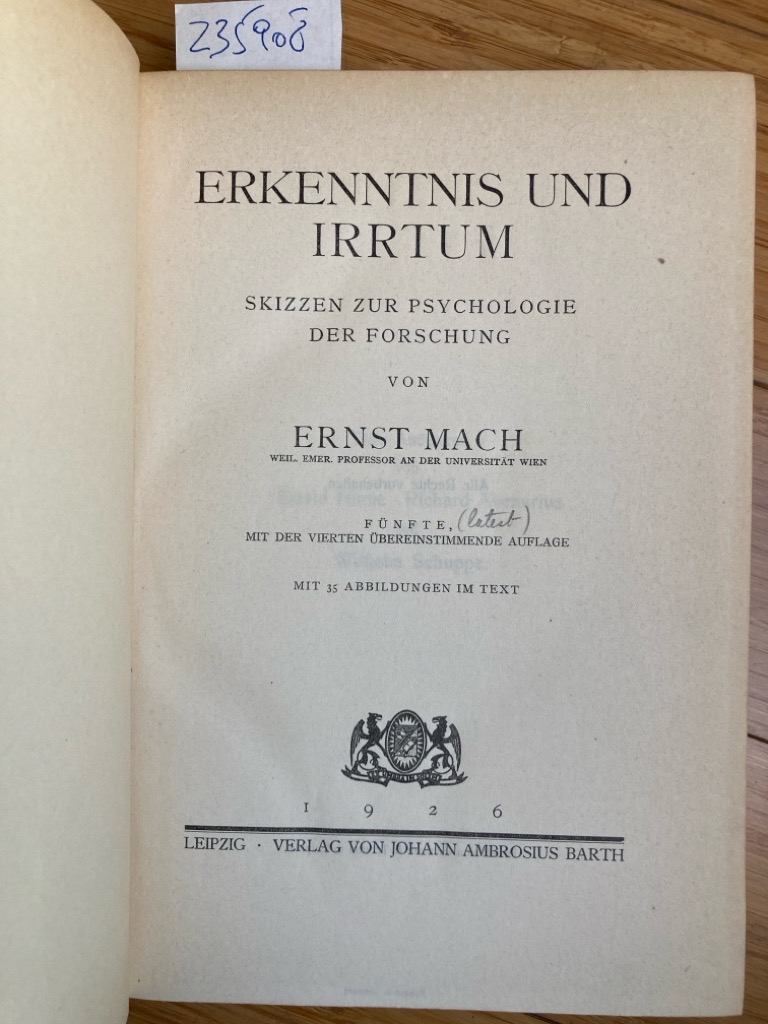 235908
ERKENNTNIS UND
IRRTUM
SKIZZEN ZUR PSYCHOLOGIE
DER FORSCHUNG
VON
ERNST MACH
WEIL. EMER. PROFESSOR AN DER UNIVERSITÄT WIEN
FÜNFTE, (latest)
MIT DER VIERTEN ÜBEREINSTIMMENDE AUFLAGE
MIT 35 ABBILDUNGEN IM TEXT
1926
LEIPZIG · VERLAG VON JOHANN AMBROSIUS BARTH